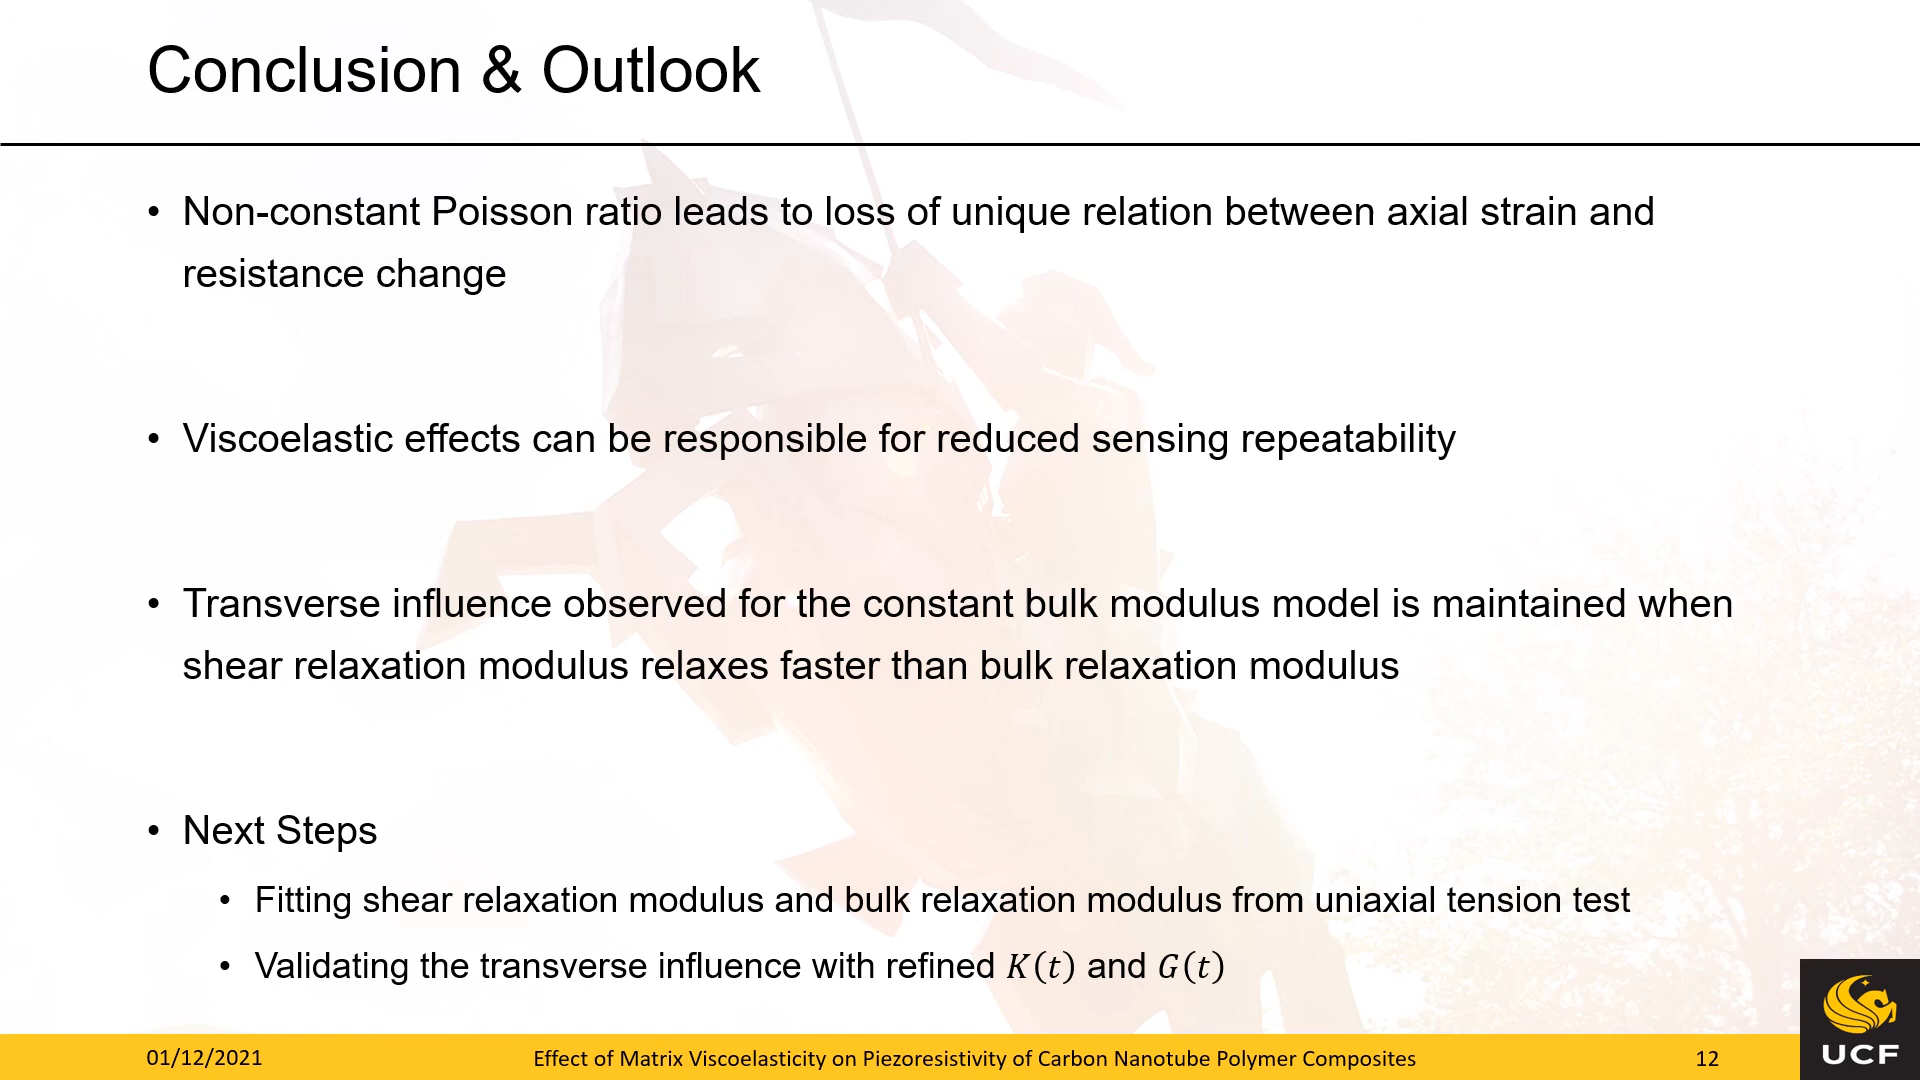 Conclusion & Outlook
• Non-constant Poisson ratio leads to loss of unique relation between axial strain and
resistance change
• Viscoelastic effects can be responsible for reduced sensing repeatability
• Transverse influence observed for the constant bulk modulus model is maintained when
shear relaxation modulus relaxes faster than bulk relaxation modulus
• Next Steps
• Fitting shear relaxation modulus and bulk relaxation modulus from uniaxial tension test
• Validating the transverse influence with refined 𝐾(𝑡) and 𝐺(𝑡)
01/12/2021
Effect of Matrix Viscoelasticity on Piezoresistivity of Carbon Nanotube Polymer Composites
12
UCF